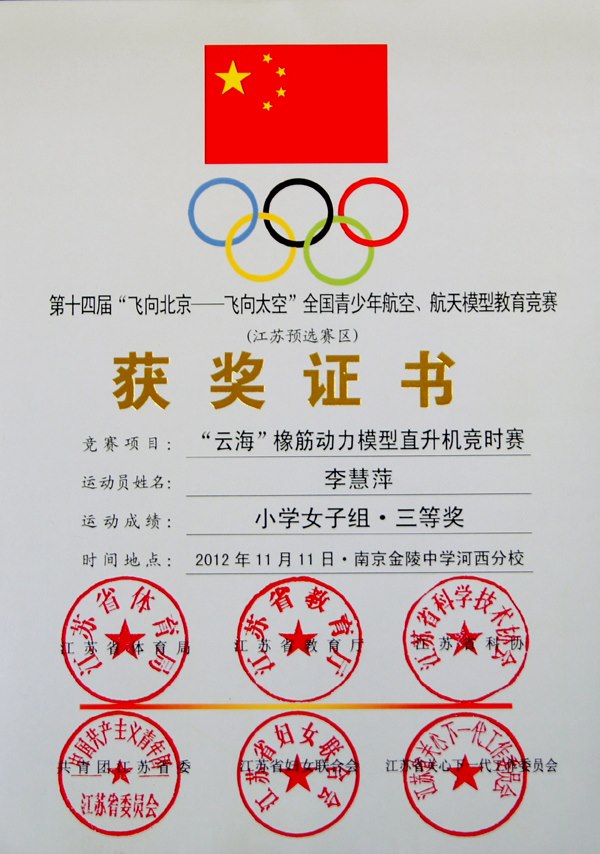 第十四届“飞向北京——飞向太空”全国青少年航空、航天模型教育竞赛
(江苏预选赛区)
获奖证书
竞赛项目：“云海”橡筋动力模型直升机竞时赛
运动员姓名：李慧萍
运动成绩：小学女子组·三等奖
时间地点：2012年11月11日·南京金陵中学河西分校
江苏省体育局
江苏省体育局
江苏省教育厅
江苏省教育厅
江苏省科学技术协会
江苏省科协
中国共产主义青年团
共青团江苏省委
江苏省委员会
江苏省妇女联合会
江苏省妇女联合会
江苏省关心下一代工作委员会
江苏省关心下一代工作委员会